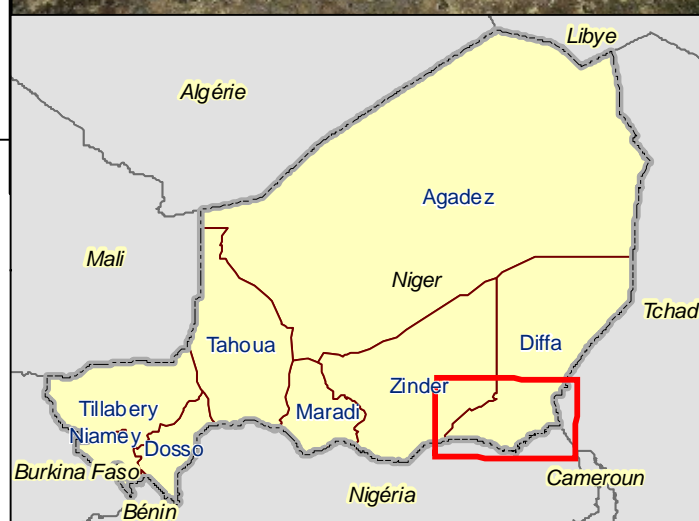 Libye
Algérie
Agadez
Mali
Niger
Tchad
Tahoua
Diffa
Zinder
Tillabery
Maradi
Niamey
Dosso
Burkina Faso
Cameroun
Nigéria
Bénin